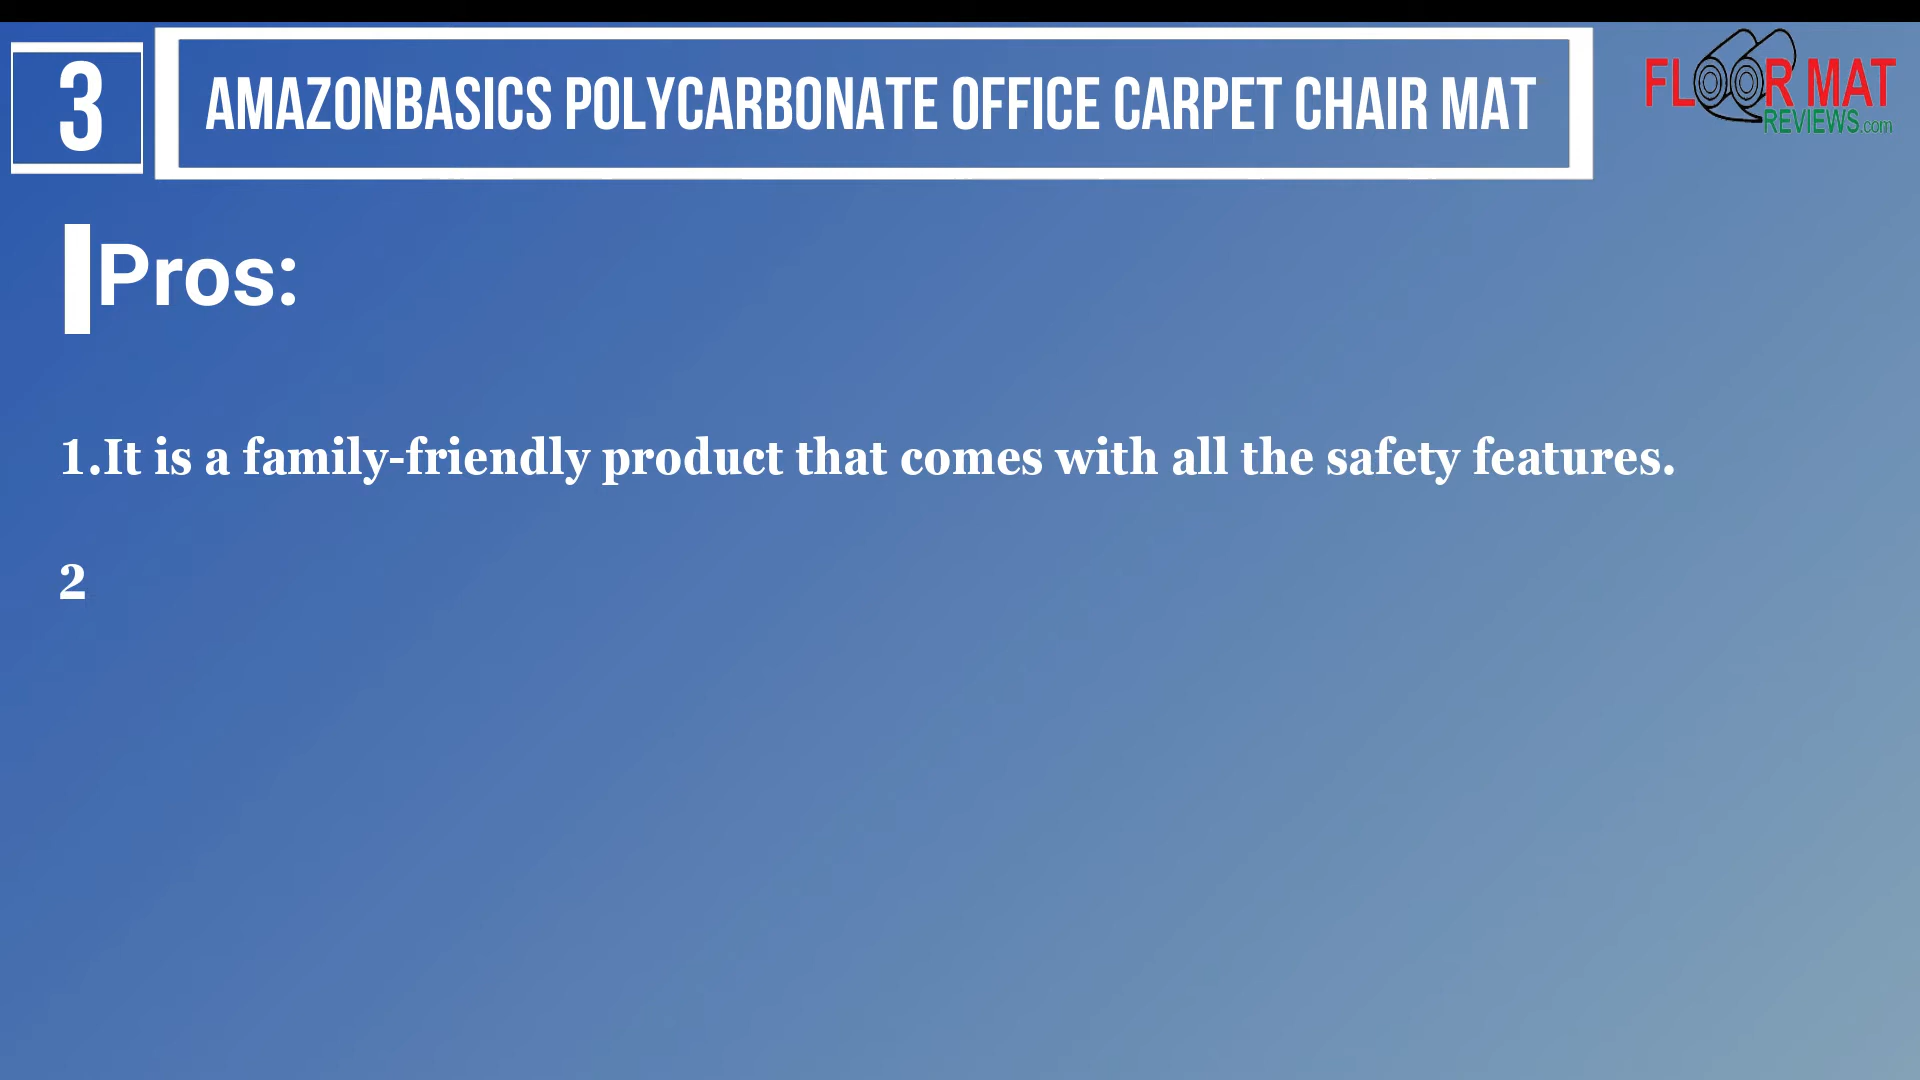 3
AMAZONBASICS POLYCARBONATE OFFICE CARPET CHAIR MAT
FLOOR MAT
REVIEWS.com
Pros:
1.It is a family-friendly product that comes with all the safety features.
2